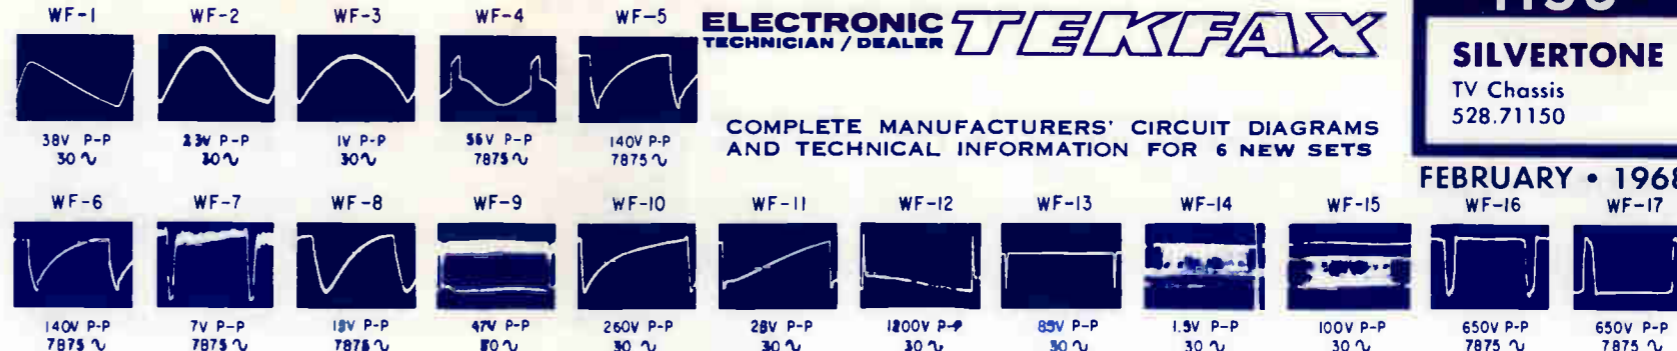 WF-1 WF-2 WF-3 WF-4 WF-5
38V P-P 23V P-P 1V P-P 56V P-P 140V P-P
30 ∿ 30 ∿ 30 ∿ 7875 ∿ 7875 ∿
ELECTRONIC
TECHNICIAN / DEALER
TEKFAX
COMPLETE MANUFACTURERS' CIRCUIT DIAGRAMS
AND TECHNICAL INFORMATION FOR 6 NEW SETS
SILVERTONE
TV Chassis
528.71150
FEBRUARY • 1968
WF-6 WF-7 WF-8 WF-9 WF-10 WF-11 WF-12 WF-13 WF-14 WF-15 WF-16 WF-17
140V P-P 7V P-P P-P 47V P-P 260V P-P 28V P-P 1200V P-P 85V P-P 1.5V P-P 100V P-P 650V P-P 650V P-P
7875 ∿ 7875 ∿ 7875 ∿ ∿ 30 ∿ 30 ∿ 30 ∿ 30 ∿ 30 ∿ 30 ∿ 7875 ∿ 7875 ∿